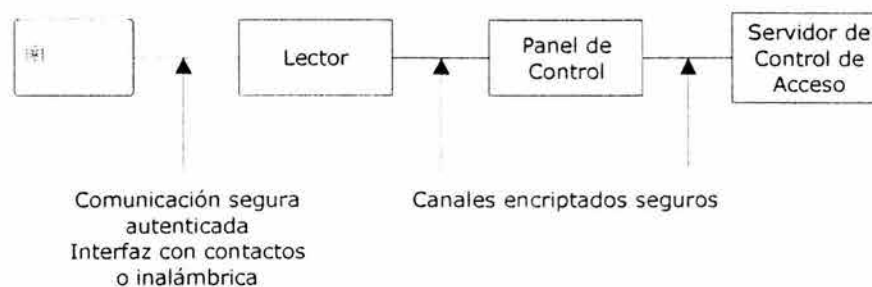 Lector
Panel de
Control
Servidor de
Control de
Acceso
Comunicación segura
autenticada
Interfaz con contactos
o inalámbrica
Canales encriptados seguros